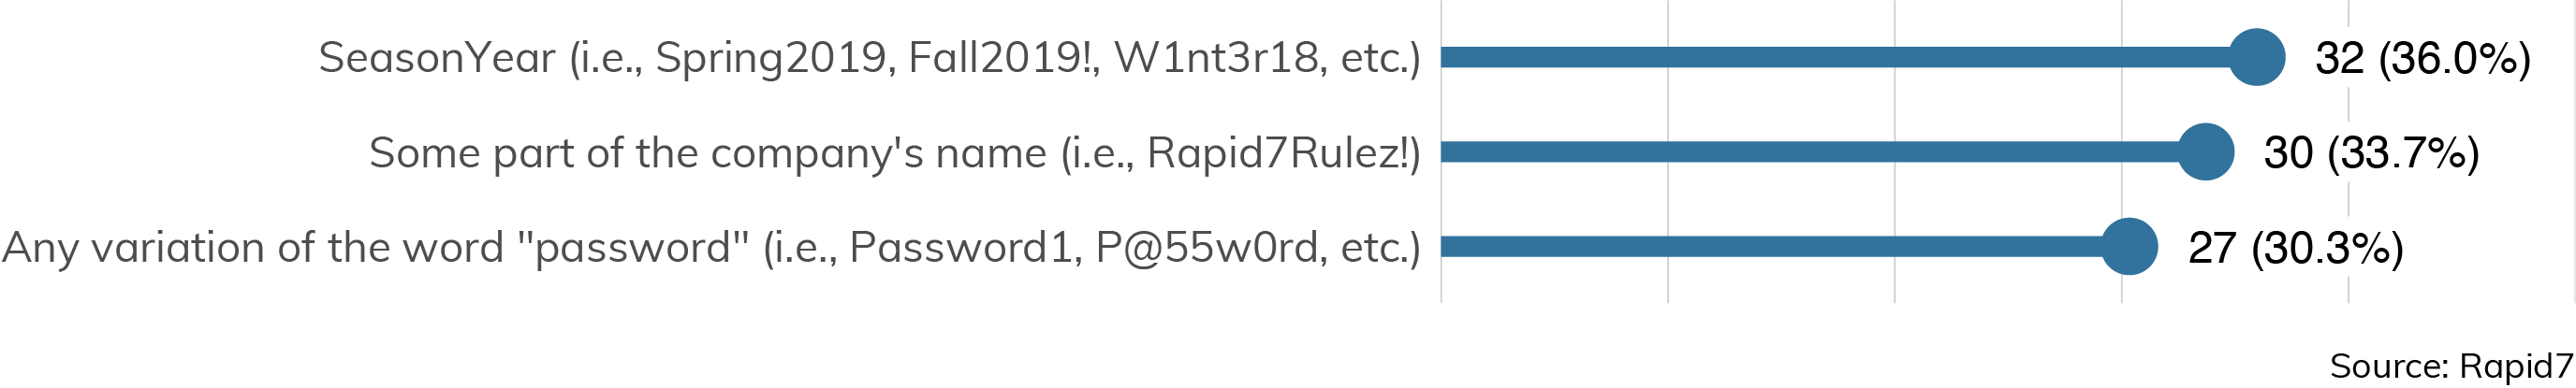 SeasonYear (i.e., Spring2019, Fall2019!, W1nt3r18, etc.) 32 (36.0%)
Some part of the company's name (i.e., Rapid7Rulez!) 30 (33.7%)
Any variation of the word "password" (i.e., Password1, P@55w0rd, etc.) 27 (30.3%)
Source: Rapid7